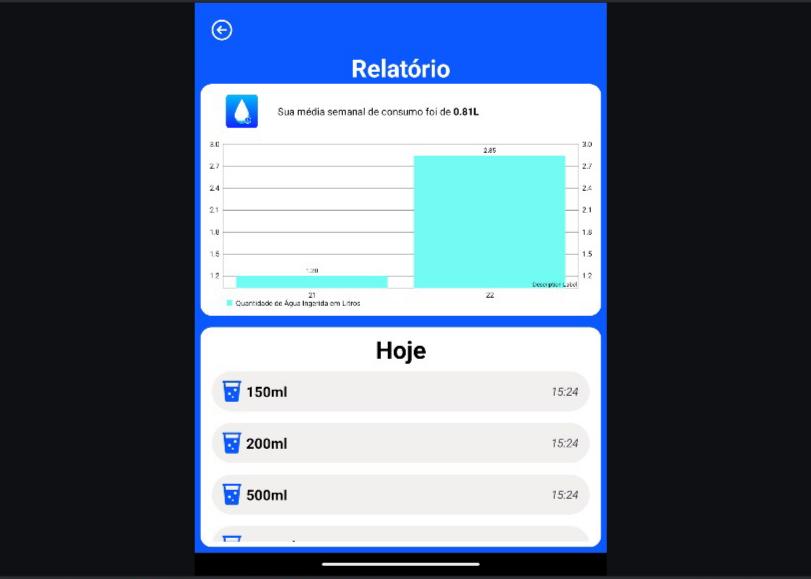 Relatório
Sua média semanal de consumo foi de 0.81L
3.0
2.7
2.4
2.1
1.8
1.5
1.2
1.20
2.85
3.0
2.7
2.4
2.1
1.8
1.5
1.2
Description Label
21
22
Quantidade de Água Ingerida em Litros
Hoje
150ml 15:24
200ml 15:24
500ml 15:24